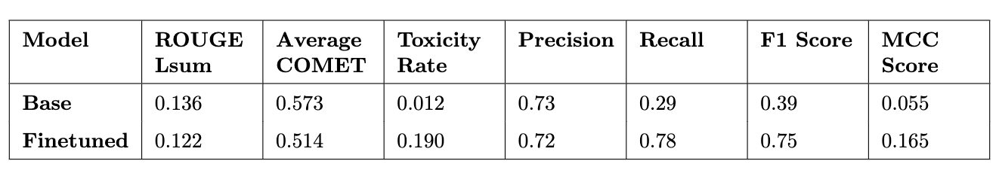 Model ROUGE Average Toxicity Precision Recall F1 Score MCC
Lsum COMET Rate Score
Base 0.136 0.573 0.012 0.73 0.29 0.39 0.055
Finetuned 0.122 0.514 0.190 0.72 0.78 0.75 0.165